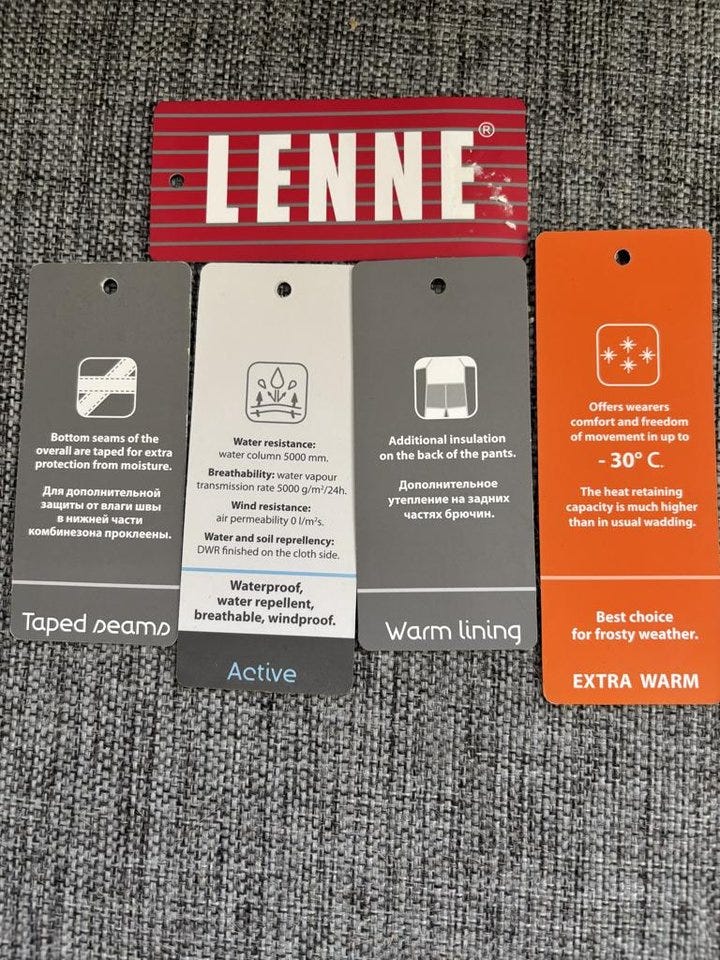 LENNE®
Bottom seams of the
overall are taped for extra
protection from moisture.
Для дополнительной
защиты от влаги швы
в нижней части
комбинезона проклеены.
Taped seams
Water resistance:
water column 5000 mm.
Breathability: water vapour
transmission rate 5000 g/m²/24h.
Wind resistance:
air permeability 0 l/m²s.
Water and soil reprellency:
DWR finished on the cloth side.
Waterproof,
water repellent,
breathable, windproof.
Active
Additional insulation
on the back of the pants.
Дополнительное
утепление на задних
частях брючин.
Warm lining
Offers wearers
comfort and freedom
of movement in up to
- 30° C.
The heat retaining
capacity is much higher
than in usual wadding.
Best choice
for frosty weather.
EXTRA WARM